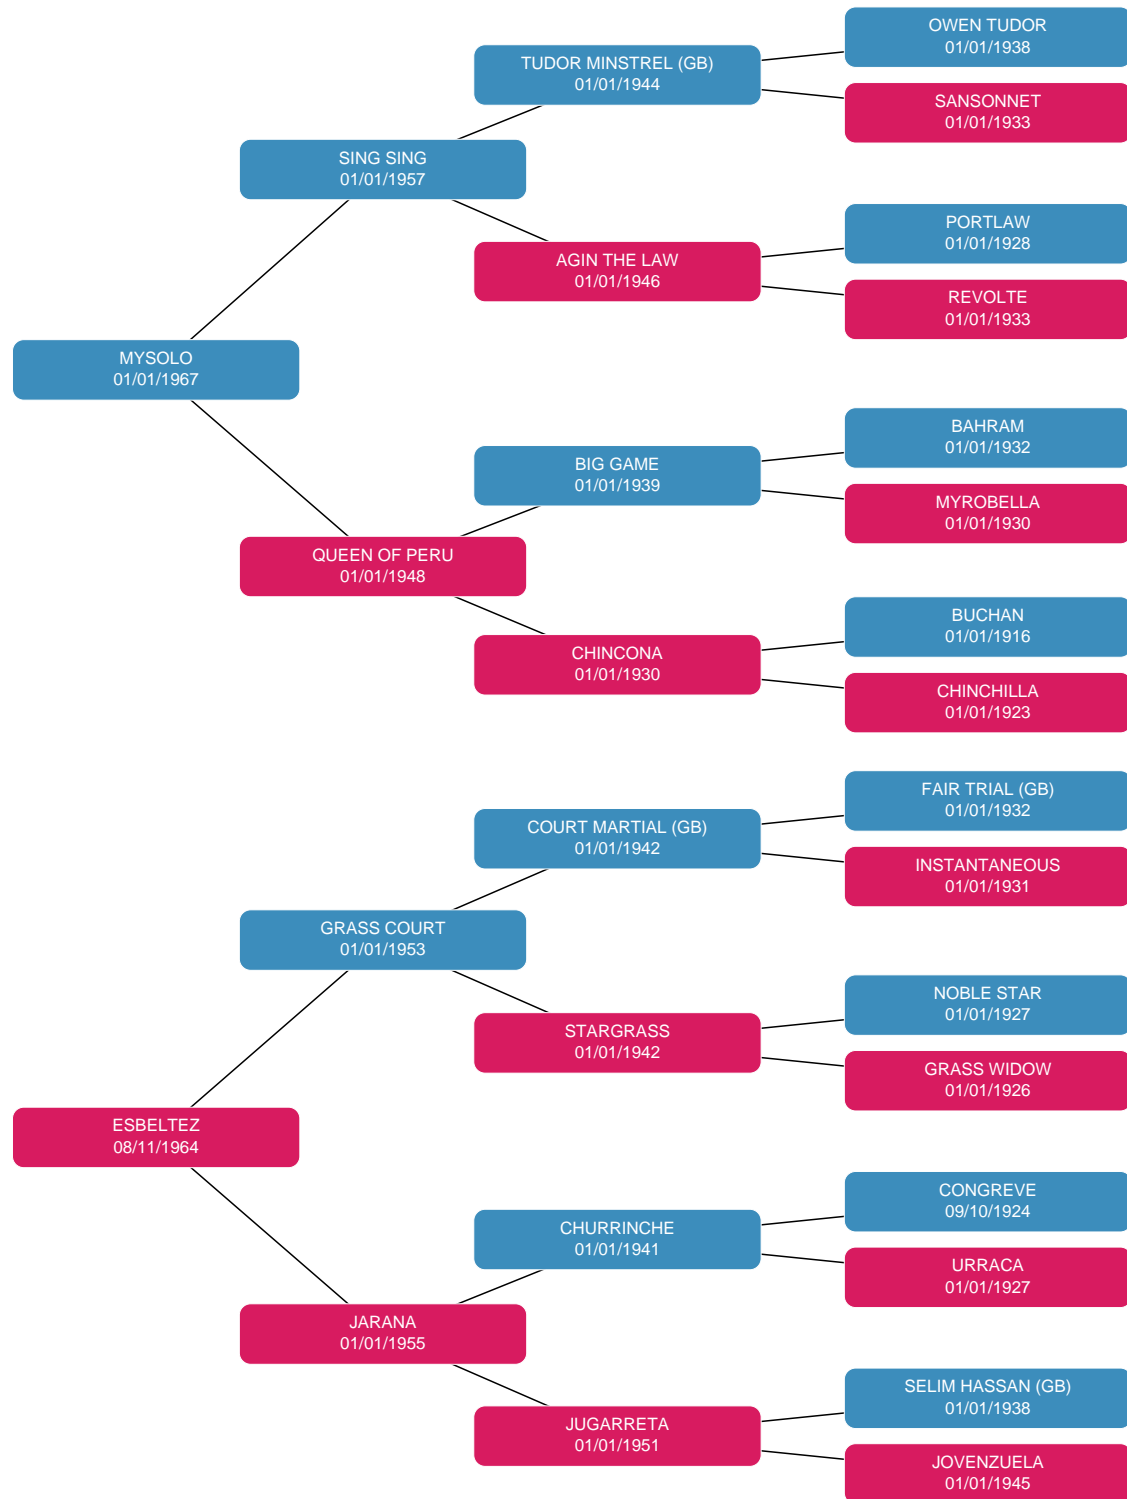 OWEN TUDOR
01/01/1938
TUDOR MINSTREL (GB)
01/01/1944
SANSONNET
01/01/1933
SING SING
01/01/1957
PORTLAW
01/01/1928
AGIN THE LAW
01/01/1946
REVOLTE
01/01/1933
MYSOLO
01/01/1967
BAHRAM
01/01/1932
BIG GAME
01/01/1939
MYROBELLA
01/01/1930
QUEEN OF PERU
01/01/1948
BUCHAN
01/01/1916
CHINCONA
01/01/1930
CHINCHILLA
01/01/1923
FAIR TRIAL (GB)
01/01/1932
COURT MARTIAL (GB)
01/01/1942
INSTANTANEOUS
01/01/1931
GRASS COURT
01/01/1953
NOBLE STAR
01/01/1927
STARGRASS
01/01/1942
GRASS WIDOW
01/01/1926
ESBELTEZ
08/11/1964
CONGREVE
09/10/1924
CHURRINCHE
01/01/1941
URRACA
01/01/1927
JARANA
01/01/1955
SELIM HASSAN (GB)
01/01/1938
JUGARRETA
01/01/1951
JOVENZUELA
01/01/1945